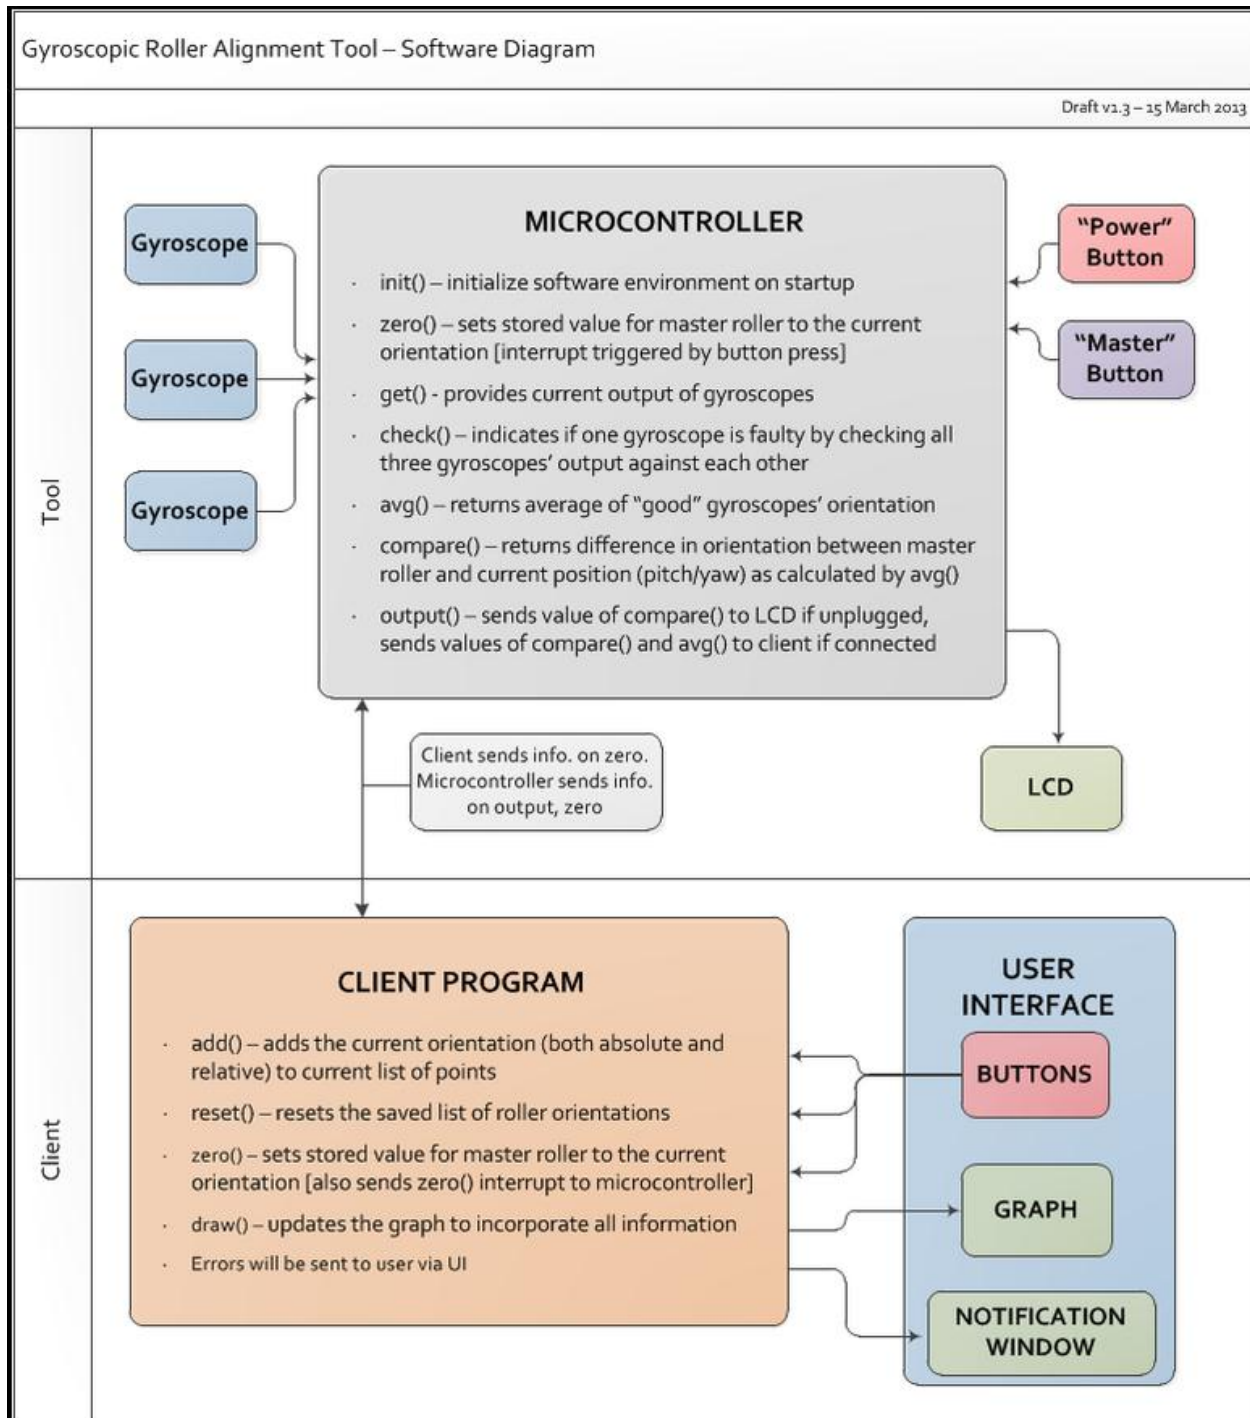 Gyroscopic Roller Alignment Tool – Software Diagram
Draft v1.3 – 15 March 2013
Tool
Gyroscope
Gyroscope
Gyroscope
MICROCONTROLLER
· init() – initialize software environment on startup
· zero() – sets stored value for master roller to the current
orientation [interrupt triggered by button press]
· get() - provides current output of gyroscopes
· check() – indicates if one gyroscope is faulty by checking all
three gyroscopes’ output against each other
· avg() – returns average of “good” gyroscopes’ orientation
· compare() – returns difference in orientation between master
roller and current position (pitch/yaw) as calculated by avg()
· output() – sends value of compare() to LCD if unplugged,
sends values of compare() and avg() to client if connected
“Power”
Button
“Master”
Button
Client sends info. on zero.
Microcontroller sends info.
on output, zero
LCD
Client
CLIENT PROGRAM
· add() – adds the current orientation (both absolute and
relative) to current list of points
· reset() – resets the saved list of roller orientations
· zero() – sets stored value for master roller to the current
orientation [also sends zero() interrupt to microcontroller]
· draw() – updates the graph to incorporate all information
· Errors will be sent to user via UI
USER
INTERFACE
BUTTONS
GRAPH
NOTIFICATION
WINDOW